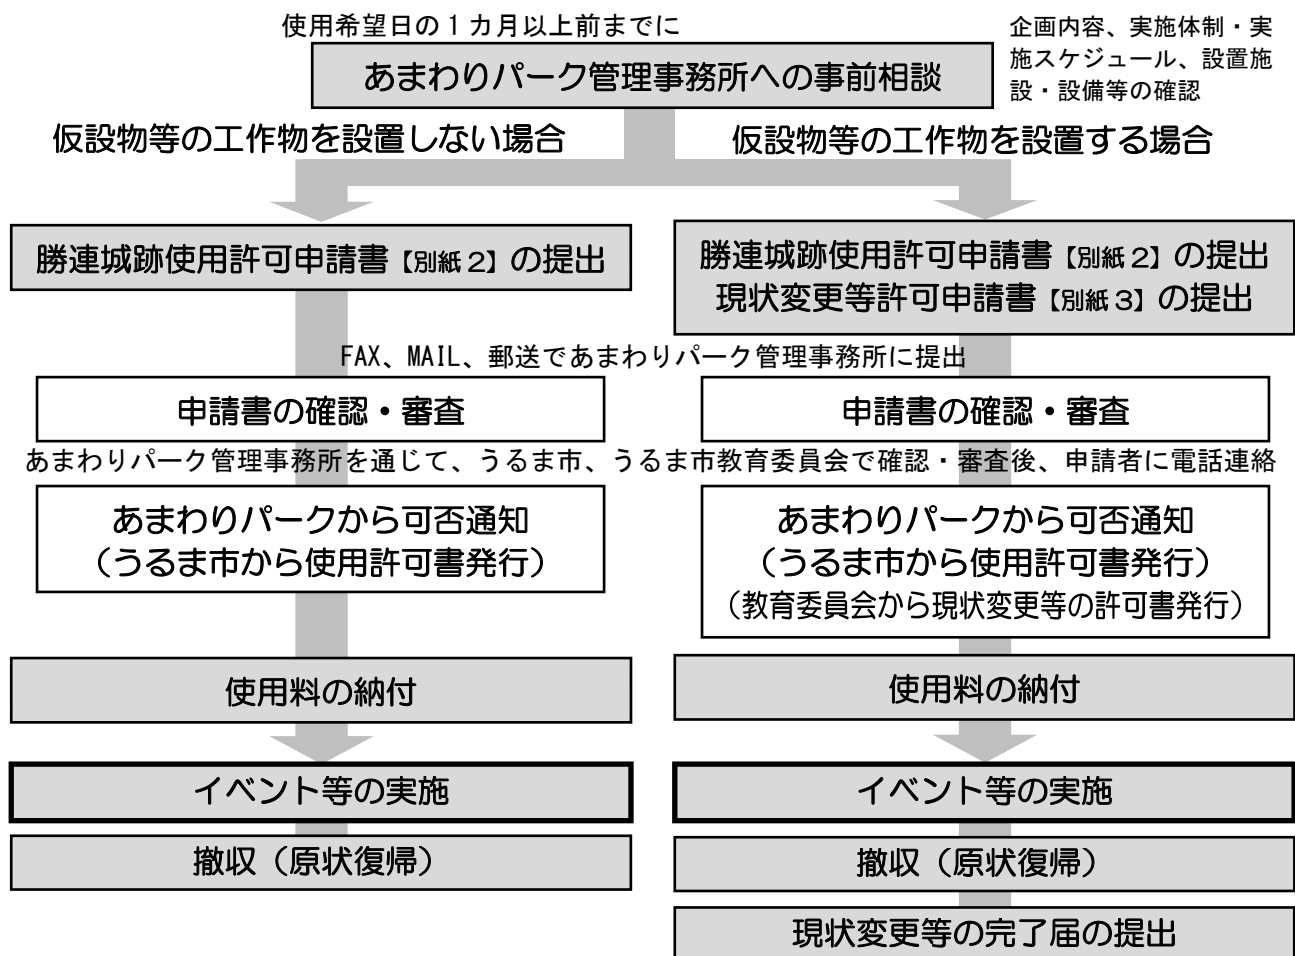 使用希望日の１カ月以上前までに
あまわりパーク管理事務所への事前相談
企画内容、実施体制・実
施スケジュール、設置施
設・設備等の確認
仮設物等の工作物を設置しない場合
仮設物等の工作物を設置する場合
勝連城跡使用許可申請書【別紙２】の提出
勝連城跡使用許可申請書【別紙２】の提出
現状変更等許可申請書【別紙３】の提出
FAX、MAIL、郵送であまわりパーク管理事務所に提出
申請書の確認・審査
申請書の確認・審査
あまわりパーク管理事務所を通じて、うるま市、うるま市教育委員会で確認・審査後、申請者に電話連絡
あまわりパークから可否通知
（うるま市から使用許可書発行）
あまわりパークから可否通知
（うるま市から使用許可書発行）
（教育委員会から現状変更等の許可書発行）
使用料の納付
使用料の納付
イベント等の実施
イベント等の実施
撤収（原状復帰）
撤収（原状復帰）
現状変更等の完了届の提出